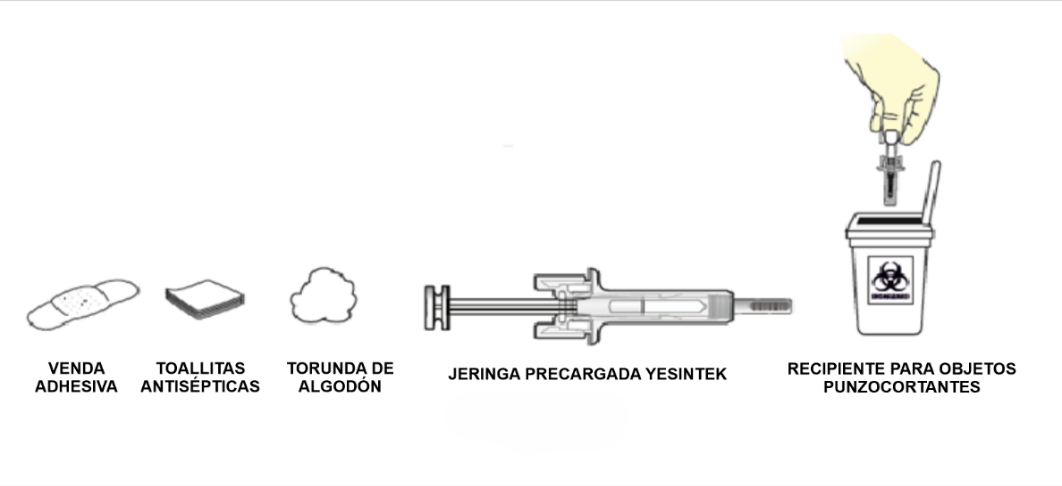 VENDA
ADHESIVA
TOALLITAS
ANTISÉPTICAS
TORUNDA DE
ALGODÓN
JERINGA PRECARGADA YESINTEK
RECIPIENTE PARA OBJETOS
PUNZOCORTANTES